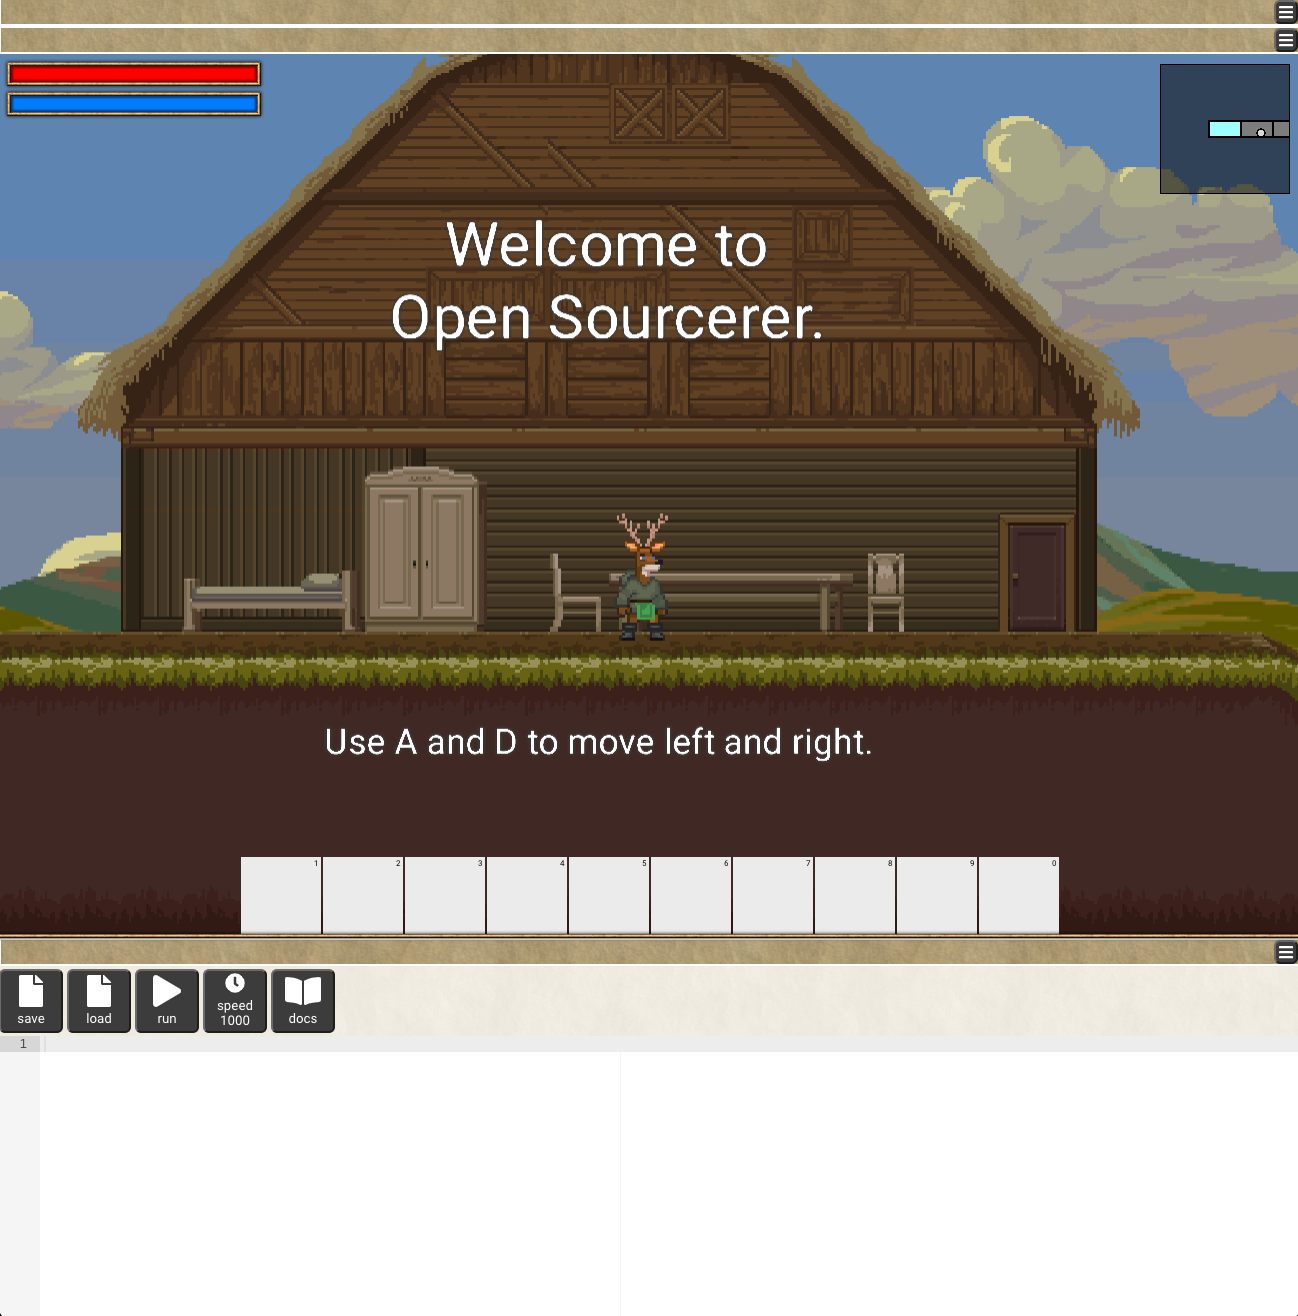 Welcome to
Open Sourcerer.
Use A and D to move left and right.
1 2 3 4 5 6 7 8 9 0
save load run speed 1000 docs
1